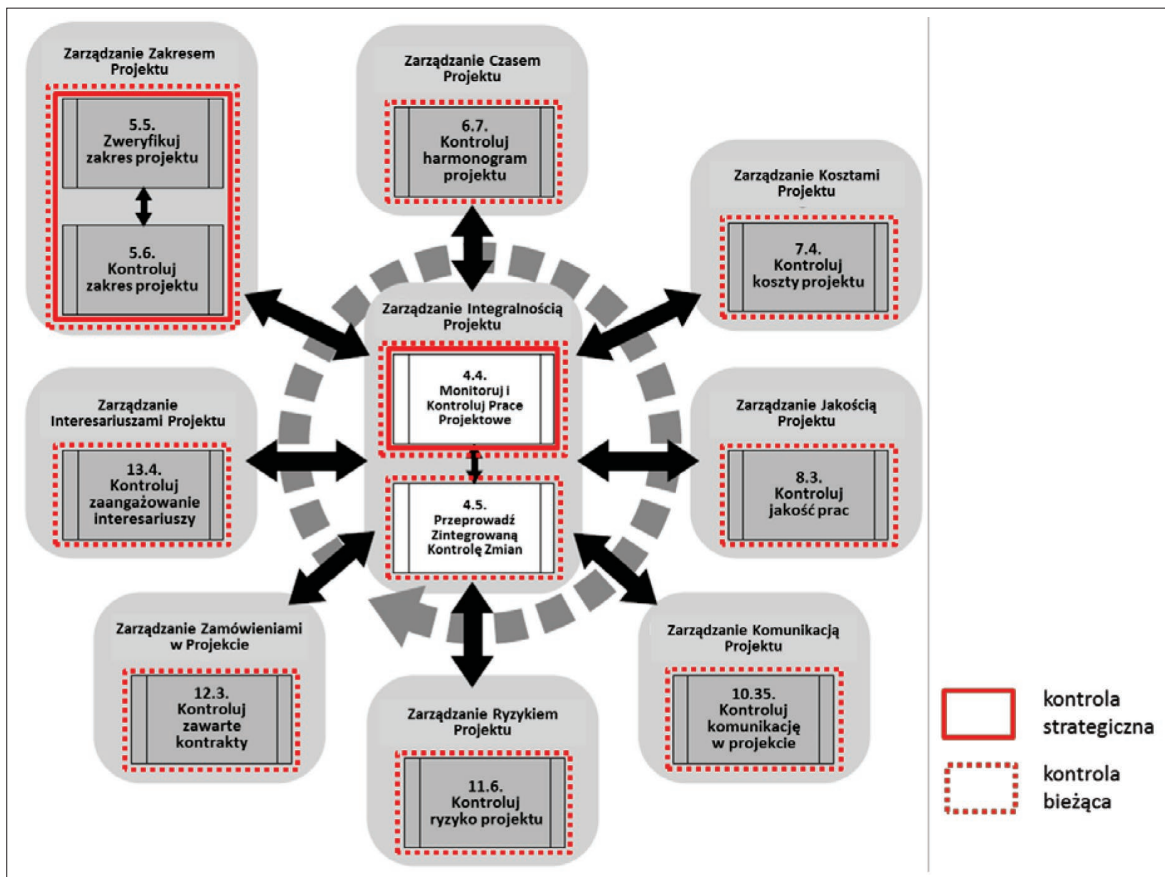 Zarządzanie Zakresem
Projektu
5.5.
Zweryfikuj
zakres projektu
5.6.
Kontroluj
zakres projektu
Zarządzanie Czasem
Projektu
6.7.
Kontroluj
harmonogram
projektu
Zarządzanie Kosztami
Projektu
7.4.
Kontroluj
koszty projektu
Zarządzanie Integralnością
Projektu
4.4.
Monitoruj i
Kontroluj Prace
Projektowe
4.5.
Przeprowadź
Zintegrowaną
Kontrolę Zmian
Zarządzanie
Interesariuszami Projektu
13.4.
Kontroluj
zaangażowanie
interesariuszy
Zarządzanie Jakością
Projektu
8.3.
Kontroluj
jakość prac
Zarządzanie Zamówieniami
w Projekcie
12.3.
Kontroluj
zawarte
kontrakty
Zarządzanie Ryzykiem
Projektu
11.6.
Kontroluj
ryzyko projektu
Zarządzanie Komunikacją
Projektu
10.35.
Kontroluj
komunikację
w projekcie
kontrola
strategiczna
kontrola
bieżąca